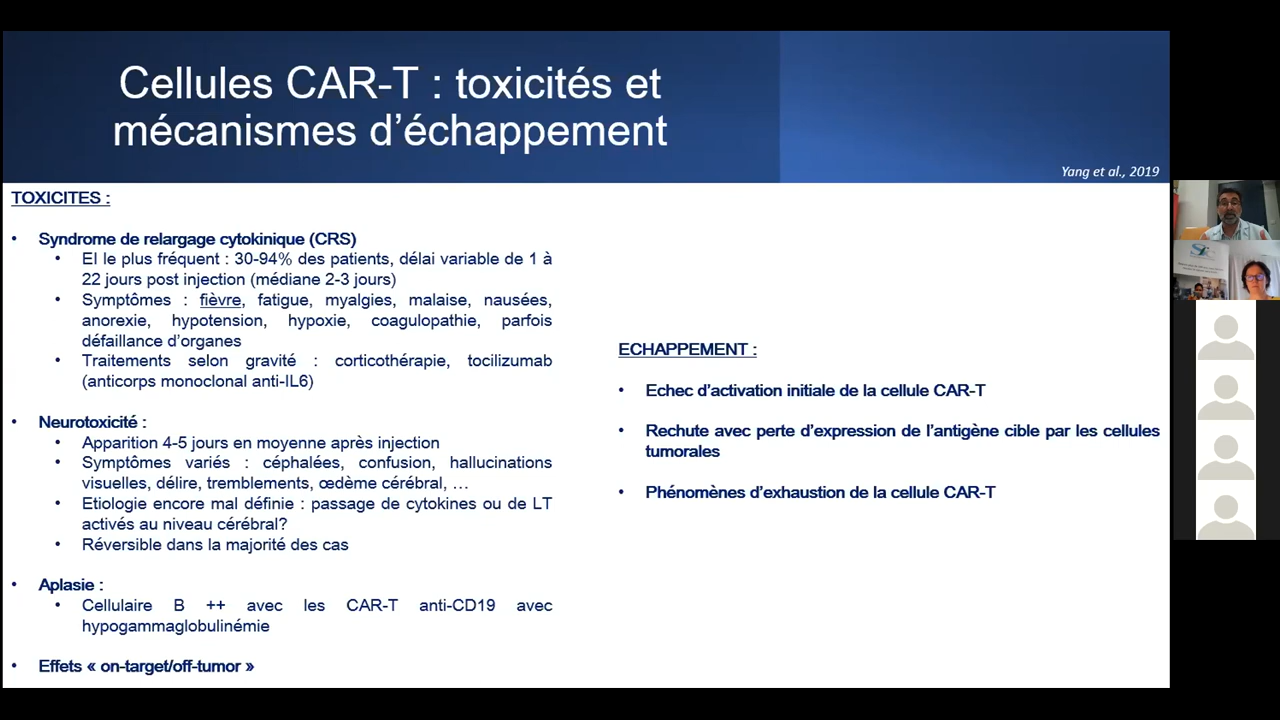 Cellules CAR-T : toxicités et
mécanismes d’échappement
Yang et al., 2019
TOXICITES :
• Syndrome de relargage cytokinique (CRS)
• EI le plus fréquent : 30-94% des patients, délai variable de 1 à
22 jours post injection (médiane 2-3 jours)
• Symptômes : fièvre, fatigue, myalgies, malaise, nausées,
anorexie, hypotension, hypoxie, coagulopathie, parfois
défaillance d’organes
• Traitements selon gravité : corticothérapie, tocilizumab
(anticorps monoclonal anti-IL6)
• Neurotoxicité :
• Apparition 4-5 jours en moyenne après injection
• Symptômes variés : céphalées, confusion, hallucinations
visuelles, délire, tremblements, œdème cérébral, …
• Etiologie encore mal définie : passage de cytokines ou de LT
activés au niveau cérébral?
• Réversible dans la majorité des cas
• Aplasie :
• Cellulaire B ++ avec les CAR-T anti-CD19 avec
hypogammaglobulinémie
• Effets « on-target/off-tumor »
ECHAPPEMENT :
• Echec d’activation initiale de la cellule CAR-T
• Rechute avec perte d’expression de l’antigène cible par les cellules
tumorales
• Phénomènes d’exhaustion de la cellule CAR-T